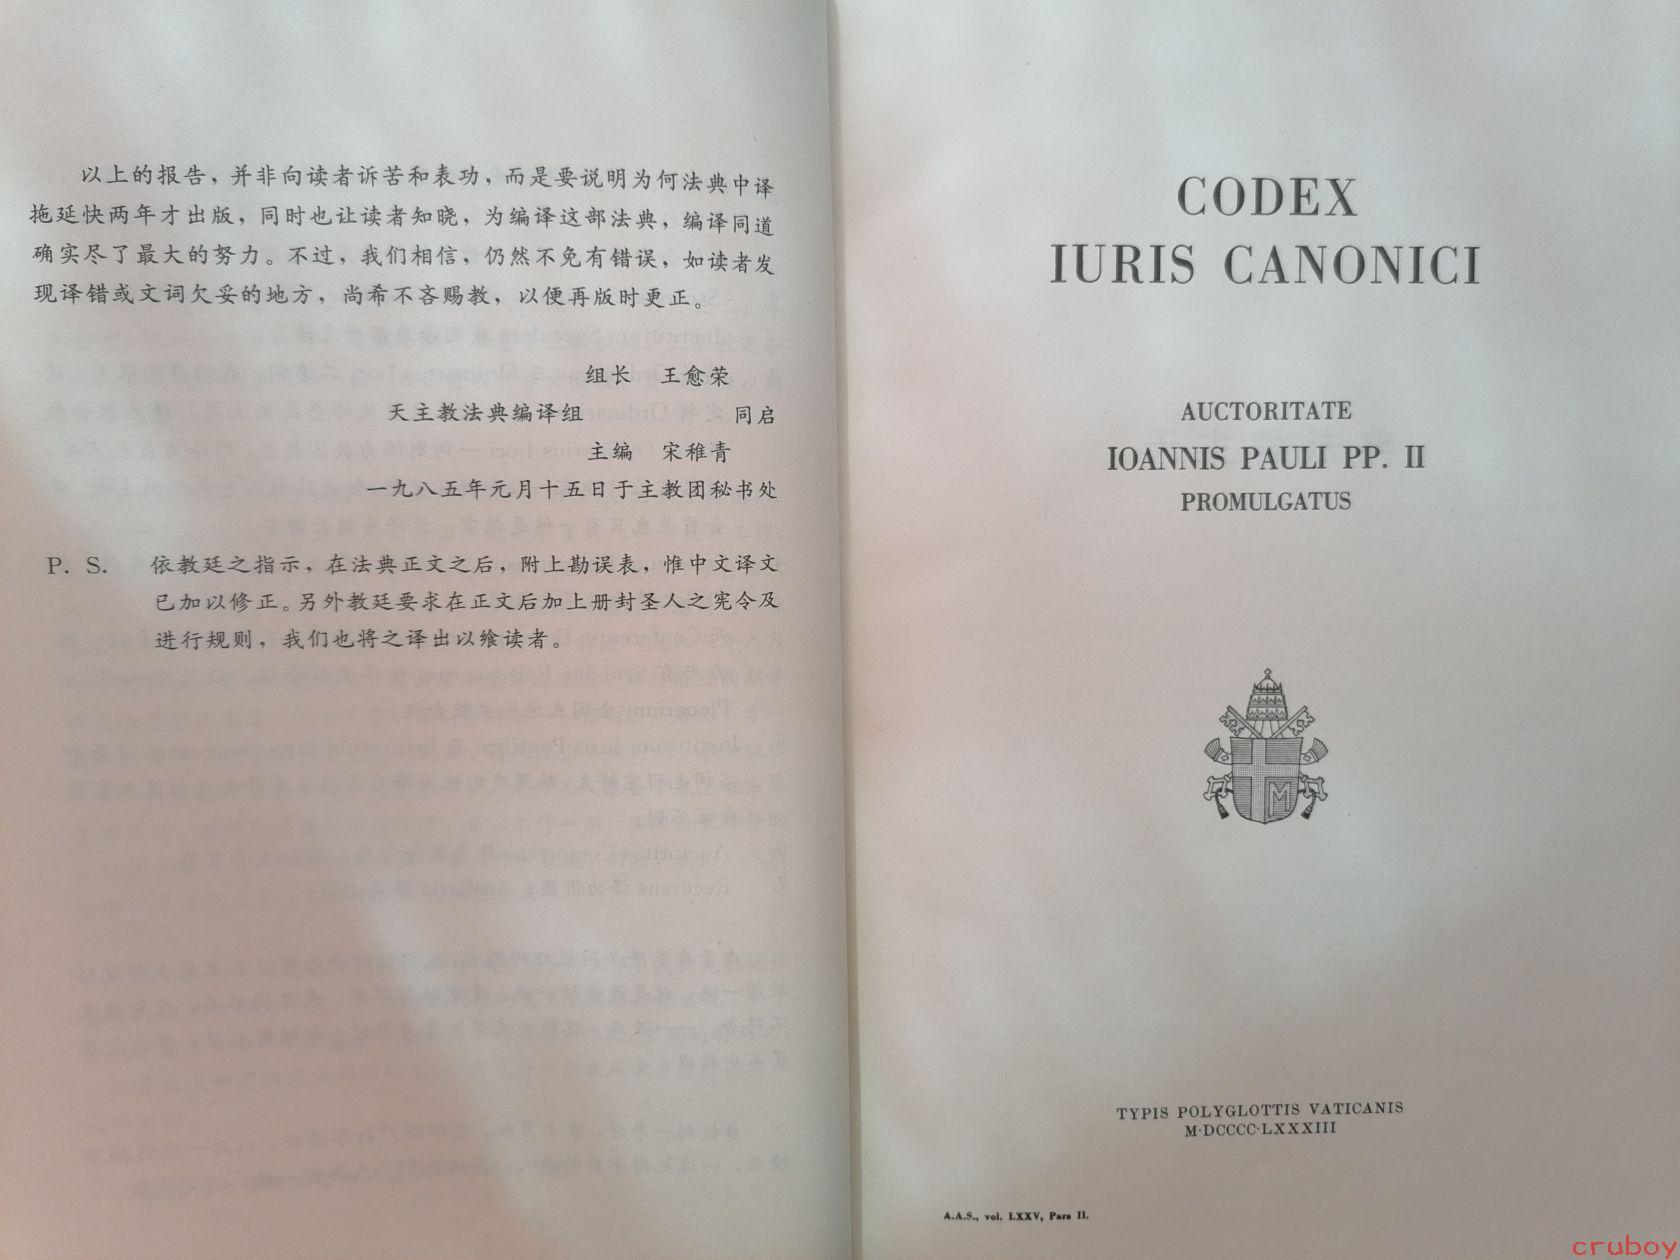 以上的报告，并非向读者诉苦和表功，而是要说明为何法典中译
拖延快两年才出版，同时也让读者知晓，为编译这部法典，编译同道
确实尽了最大的努力。不过，我们相信，仍然不免有错误，如读者发
现译错或文词欠妥的地方，尚希不吝赐教，以便再版时更正。
组长 王愈荣
天主教法典编译组 同启
主编 宋稚青
一九八五年元月十五日于主教团秘书处
P. S. 依教廷之指示，在法典正文之后，附上勘误表，惟中文译文
已加以修正。另外教廷要求在正文后加上册封圣人之宪令及
进行规则，我们也将之译出以飨读者。
CODEX
IURIS CANONICI
AUCTORITATE
IOANNIS PAULI PP. II
PROMULGATUS
M
TYPIS POLYGLOTTIS VATICANIS
M·DCCCC·LXXXIII
A.A.S., vol. LXXV, Pars II.
cruboy